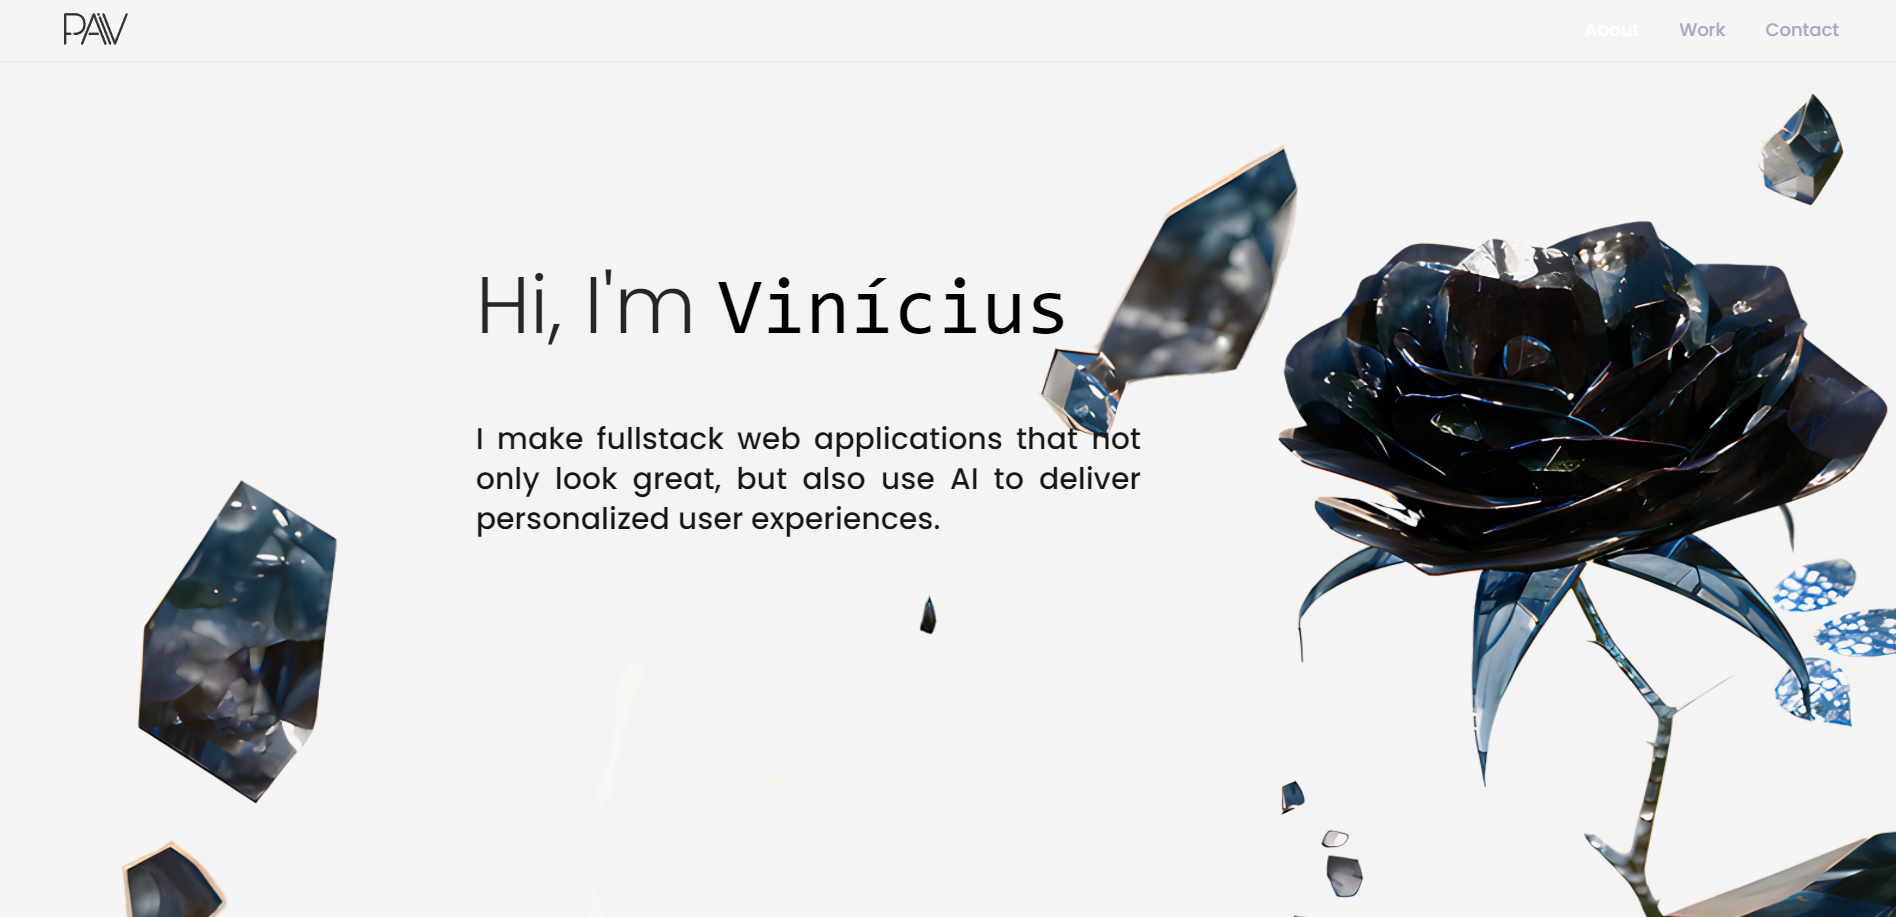 PAV
About Work Contact
Hi, I'm Vinícius
I make fullstack web applications that not
only look great, but also use AI to deliver
personalized user experiences.